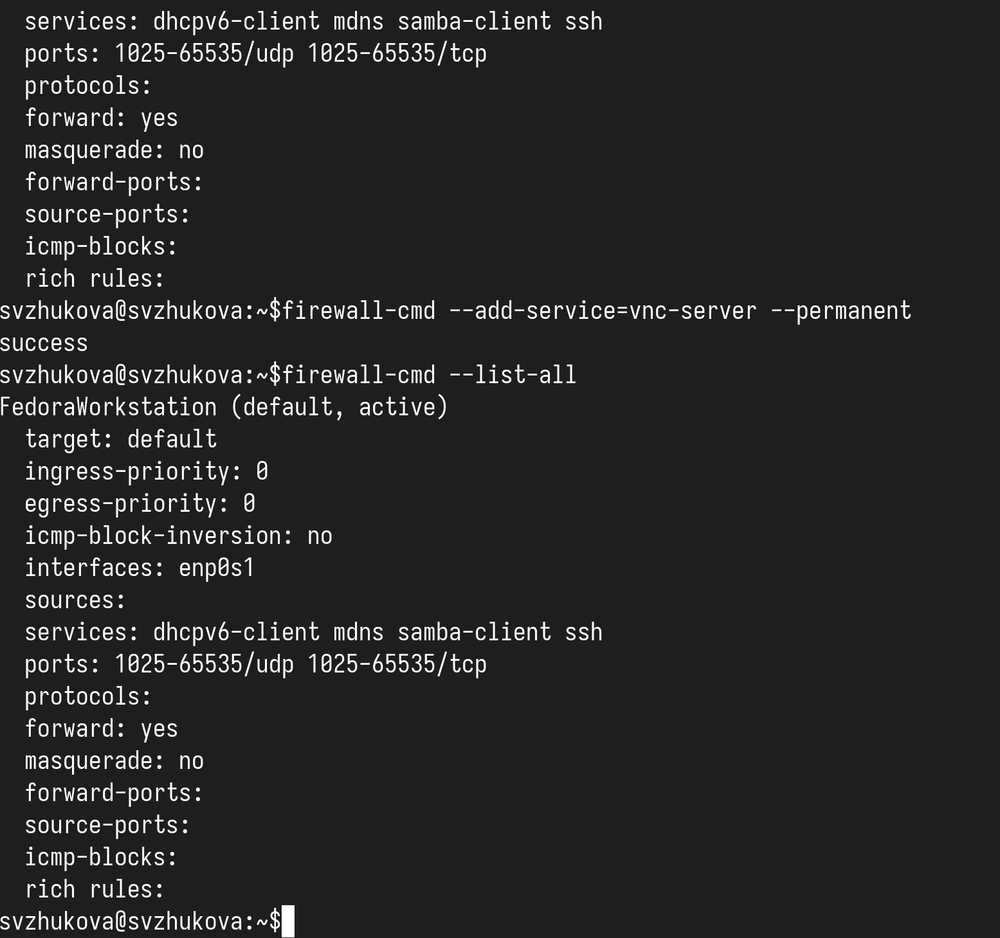 services: dhcpv6-client mdns samba-client ssh
ports: 1025-65535/udp 1025-65535/tcp
protocols:
forward: yes
masquerade: no
forward-ports:
source-ports:
icmp-blocks:
rich rules:
svzhukova@svzhukova:~$firewall-cmd --add-service=vnc-server --permanent
success
svzhukova@svzhukova:~$firewall-cmd --list-all
FedoraWorkstation (default, active)
target: default
ingress-priority: 0
egress-priority: 0
icmp-block-inversion: no
interfaces: enp0s1
sources:
services: dhcpv6-client mdns samba-client ssh
ports: 1025-65535/udp 1025-65535/tcp
protocols:
forward: yes
masquerade: no
forward-ports:
source-ports:
icmp-blocks:
rich rules:
svzhukova@svzhukova:~$